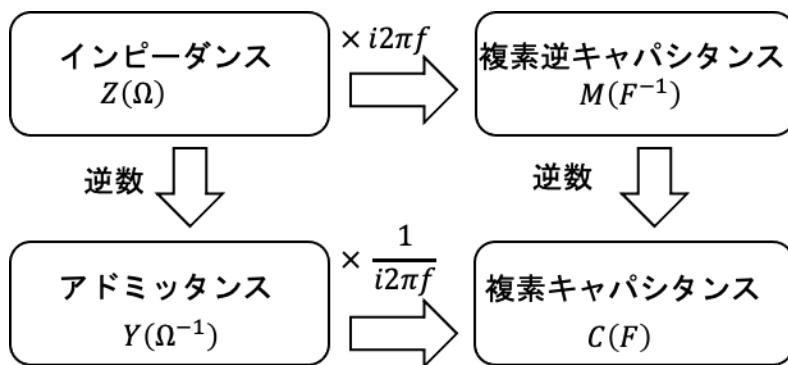 インピーダンス
Z(Ω)
× i2πf
複素逆キャパシタンス
M(F⁻¹)
逆数
逆数
アドミッタンス
Y(Ω⁻¹)
× 1/i2πf
複素キャパシタンス
C(F)